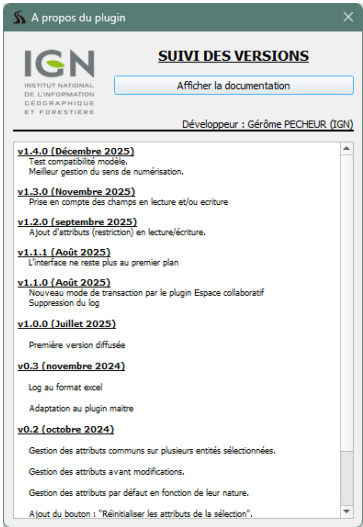 A propos du plugin
IGN
INSTITUT NATIONAL
DE L'INFORMATION
GÉOGRAPHIQUE
ET FORESTIÈRE
SUIVI DES VERSIONS
Afficher la documentation
Développeur : Gérôme PECHEUR (IGN)
v1.4.0 (Décembre 2025)
Test compatibilité modèle.
Meilleur gestion du sens de numérisation.
v1.3.0 (Novembre 2025)
Prise en compte des champs en lecture et/ou ecriture
v1.2.0 (septembre 2025)
Ajout d'attributs (restriction) en lecture/écriture.
v1.1.1 (Août 2025)
L'interface ne reste plus au premier plan
v1.1.0 (Août 2025)
Nouveau mode de transaction par le plugin Espace collaboratif
Suppression du log
v1.0.0 (Juillet 2025)
Première version diffusée
v0.3 (novembre 2024)
Log au format excel
Adaptation au plugin maitre
v0.2 (octobre 2024)
Gestion des attributs communs sur plusieurs entités sélectionnées.
Gestion des attributs avant modifications.
Gestion des attributs par défaut en fonction de leur nature.
Ajout du bouton : "Réinitialiser les attributs de la sélection".